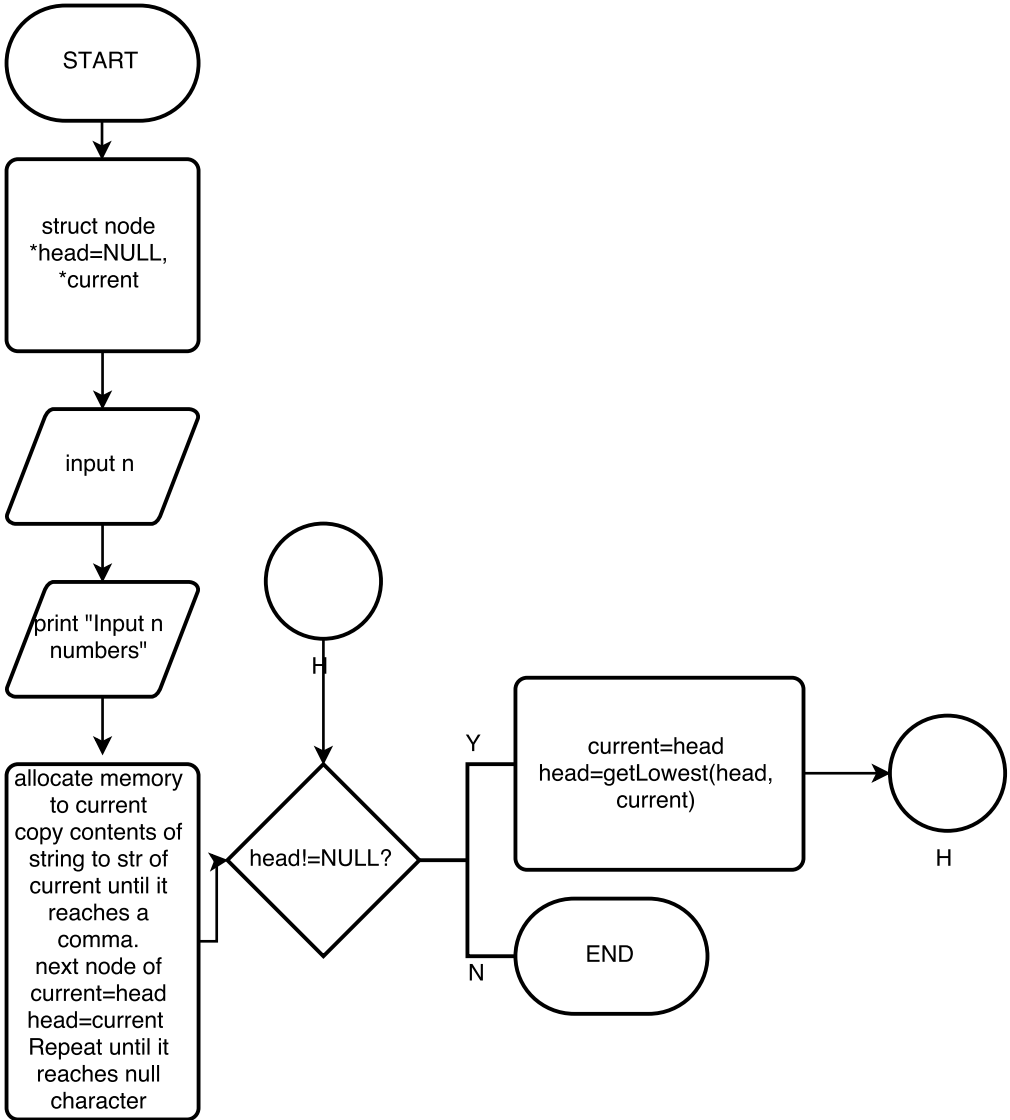 START
struct node
*head=NULL,
*current
input n
print "Input n
numbers"
allocate memory
to current
copy contents of
string to str of
current until it
reaches a
comma.
next node of
current=head
head=current
Repeat until it
reaches null
character
H
head!=NULL?
Y
current=head
head=getLowest(head,
current)
H
N
END